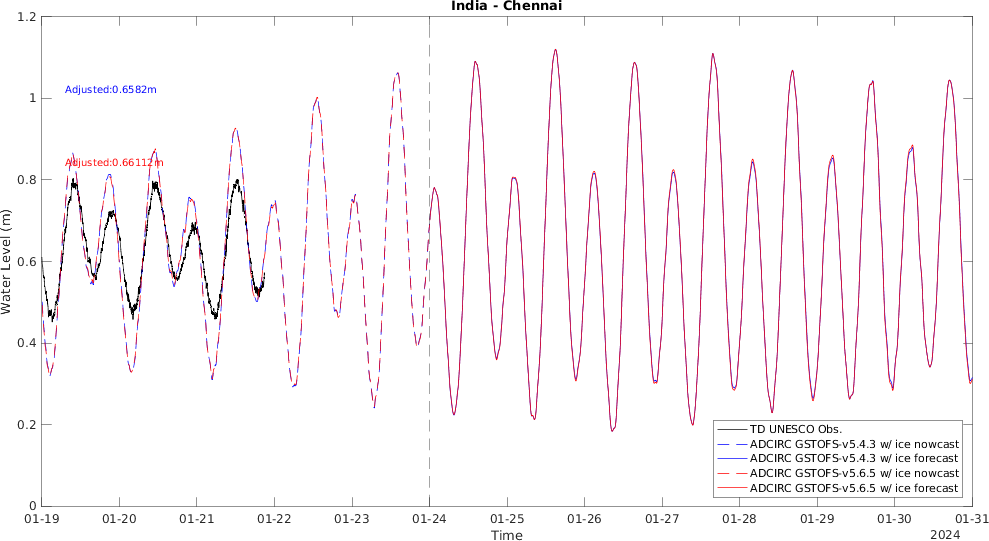 India - Chennai
1.2
1
0.8
0.6
0.4
0.2
0
Water Level (m)
Adjusted:0.6582m
Adjusted:0.66112m
TD UNESCO Obs.
ADCIRC GSTOFS-v5.4.3 w/ ice nowcast
ADCIRC GSTOFS-v5.4.3 w/ ice forecast
ADCIRC GSTOFS-v5.6.5 w/ ice nowcast
ADCIRC GSTOFS-v5.6.5 w/ ice forecast
01-19 01-20 01-21 01-22 01-23 01-24 01-25 01-26 01-27 01-28 01-29 01-30 01-31
Time
2024